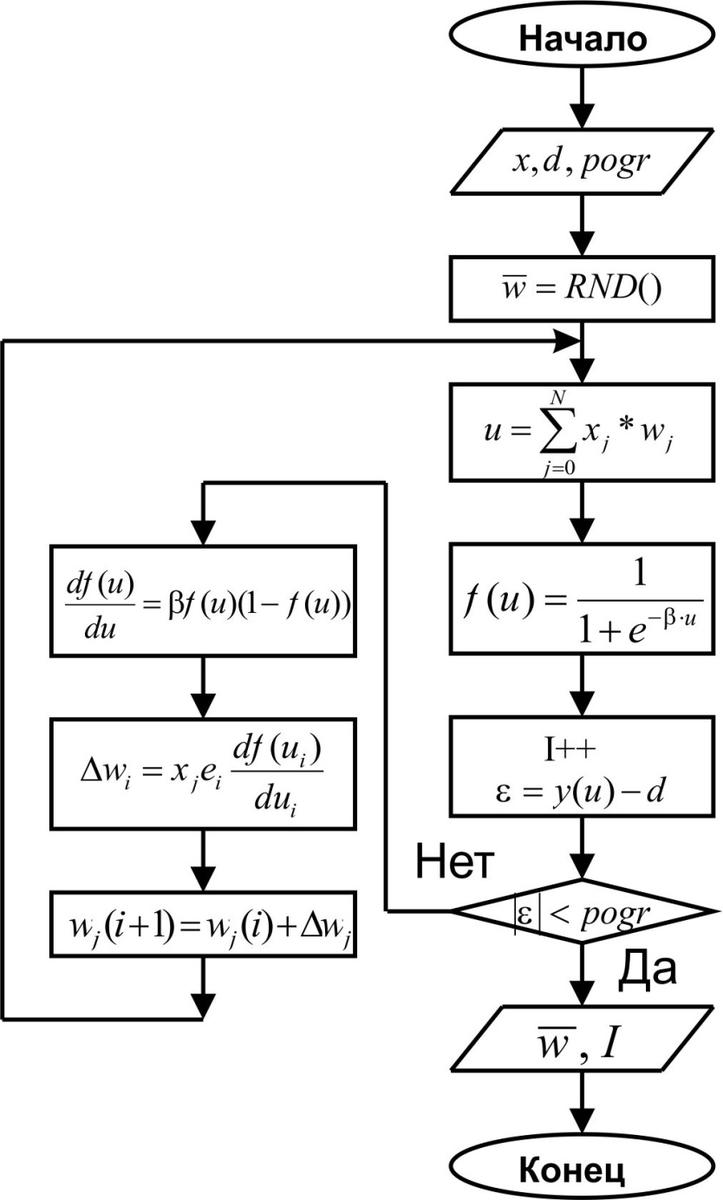 Начало
x, d, pogr
w̅ = RND()
u = ∑_{j=0}^{N} x_j * w_j
f(u) = 1 / (1 + e^{−β·u})
I++
ε = y(u) − d
Нет
|ε| < pogr
Да
df(u)/du = βf(u)(1 − f(u))
Δw_i = x_j e_i df(u_i)/du_i
w_j(i+1) = w_j(i) + Δw_j
w̅, I
Конец